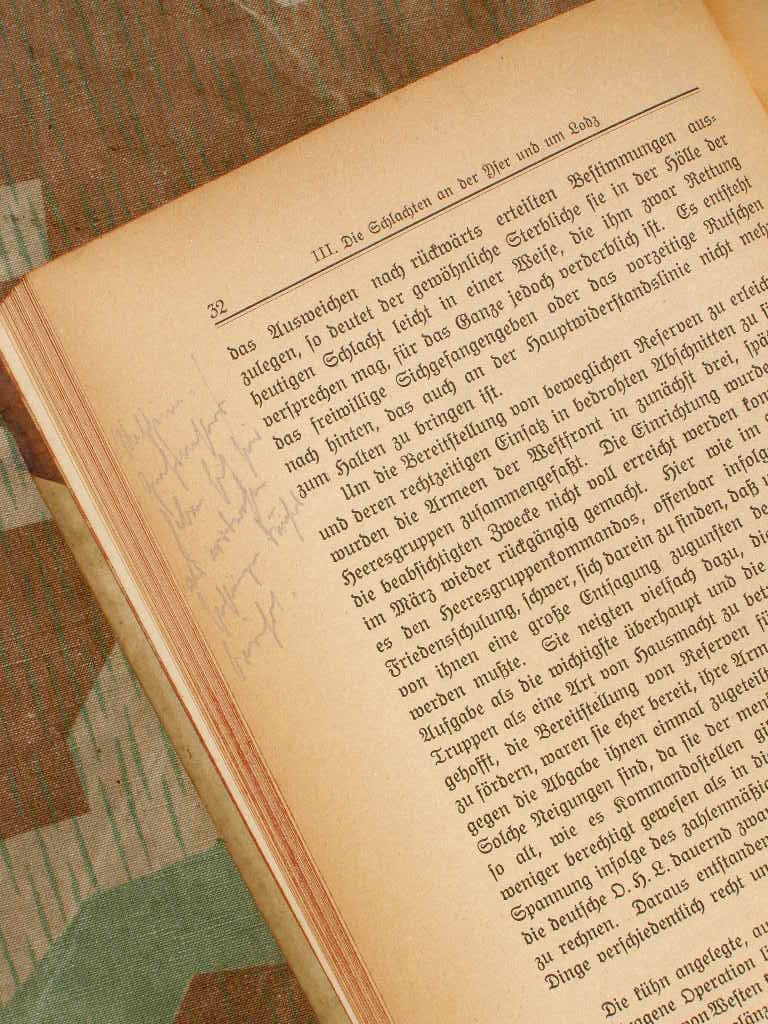 32
III. Die Schlachten an der Yser und um Lodz
das Ausweichen nach rückwärts erteilten Bestimmungen aus-
zulegen, so deutet der gewöhnliche Sterbliche sie in der Hölle der
heutigen Schlacht leicht in einer Weise, die ihm zwar Rettung
versprechen mag, für das Ganze jedoch verderblich ist. Es entsteht
das freiwillige Sichgefangengeben oder das vorzeitige Rutschen
nach hinten, das auch an der Hauptwiderstandslinie nicht mehr
zum Halten zu bringen ist.
Um die Bereitstellung von beweglichen Reserven zu erleich
und deren rechtzeitigen Einsatz in bedrohten Abschnitten zu
wurden die Armeen der Westfront in zunächst drei, spä
Heeresgruppen zusammengefaßt. Die Einrichtung wurde
die beabsichtigten Zwecke nicht voll erreicht werden kon
im März wieder rückgängig gemacht. Hier wie im
es den Heeresgruppenkommandos, offenbar infolg
Friedensschulung, schwer, sich darein zu finden, daß
von ihnen eine große Entsagung zugunsten de
werden mußte. Sie neigten vielfach dazu, die
Aufgabe als die wichtigste überhaupt und die
Truppen als eine Art von Hausmacht zu bet
gehofft, die Bereitstellung von Reserven fü
zu fördern, waren sie eher bereit, ihre Arm
gegen die Abgabe ihnen einmal zugeteilt
Solche Neigungen sind, da sie der men
so alt, wie es Kommandostellen gi
weniger berechtigt gewesen als in di
Spannung infolge des zahlenmäßi
die deutsche O.H.L. dauernd zwan
zu rechnen. Daraus entstanden
Dinge verschiedentlich recht un
Die kühn angelegte, au
agene Operation li
von Westen